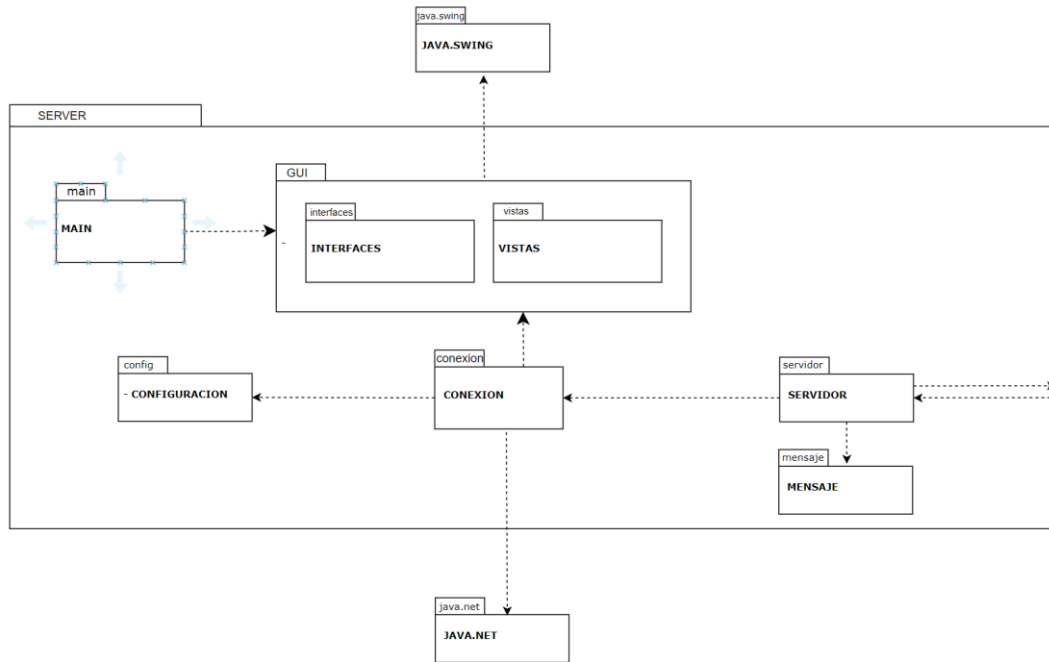 java.swing
JAVA.SWING
SERVER
main
MAIN
GUI
-
interfaces
INTERFACES
vistas
VISTAS
config
- CONFIGURACION
conexion
CONEXION
servidor
SERVIDOR
mensaje
MENSAJE
java.net
JAVA.NET